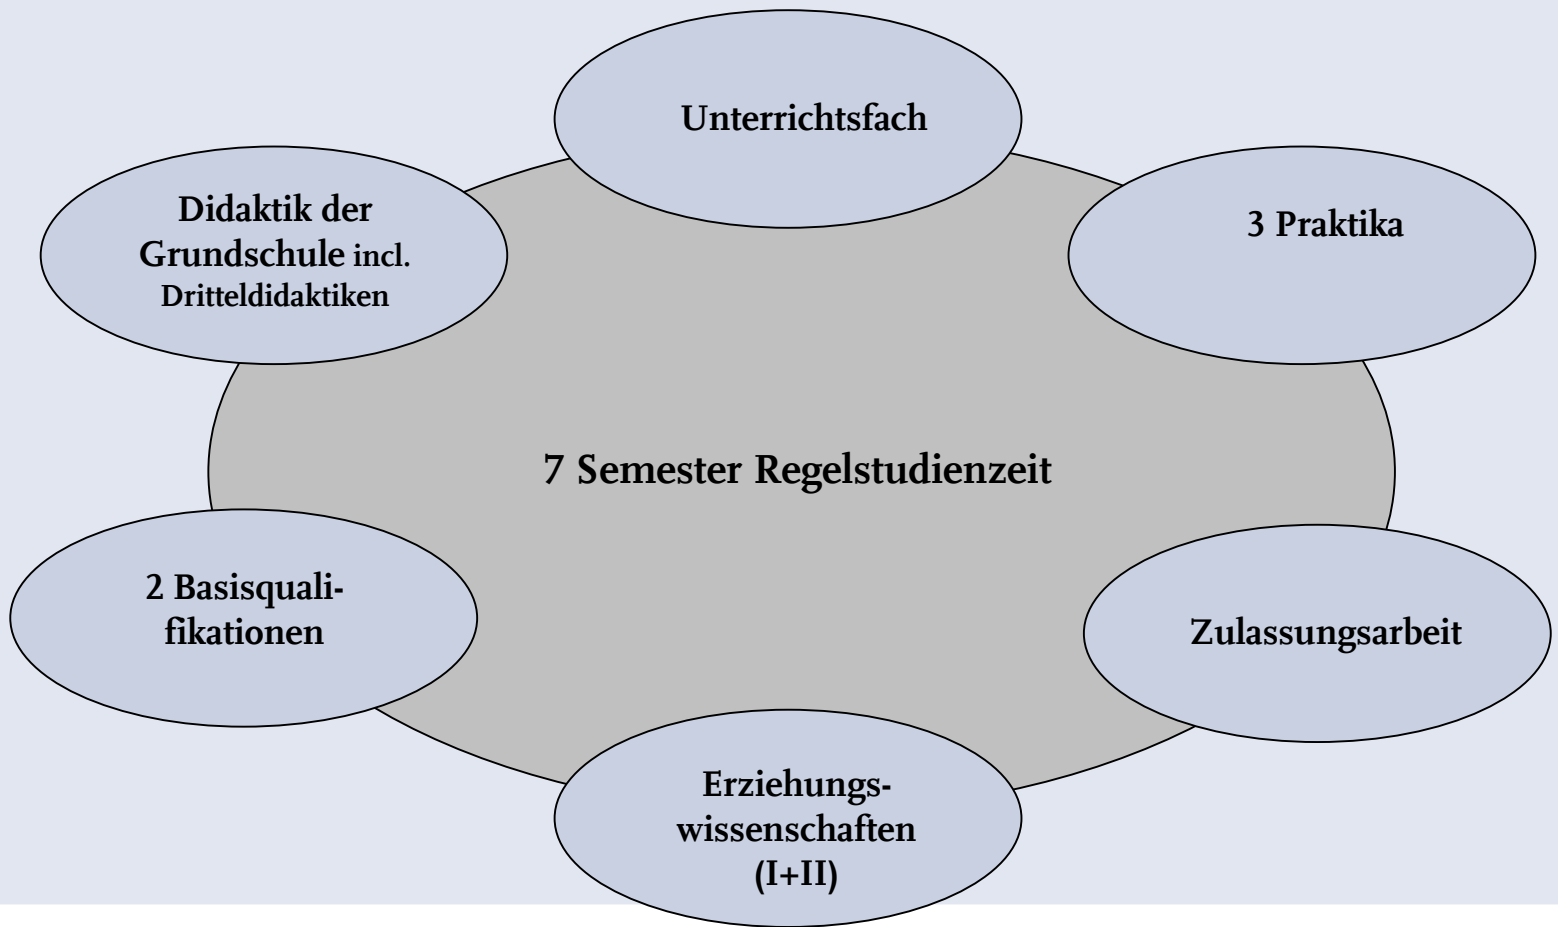 Unterrichtsfach
Didaktik der
Grundschule incl.
Dritteldidaktiken
3 Praktika
7 Semester Regelstudienzeit
2 Basisquali-
fikationen
Zulassungsarbeit
Erziehungs-
wissenschaften
(I+II)